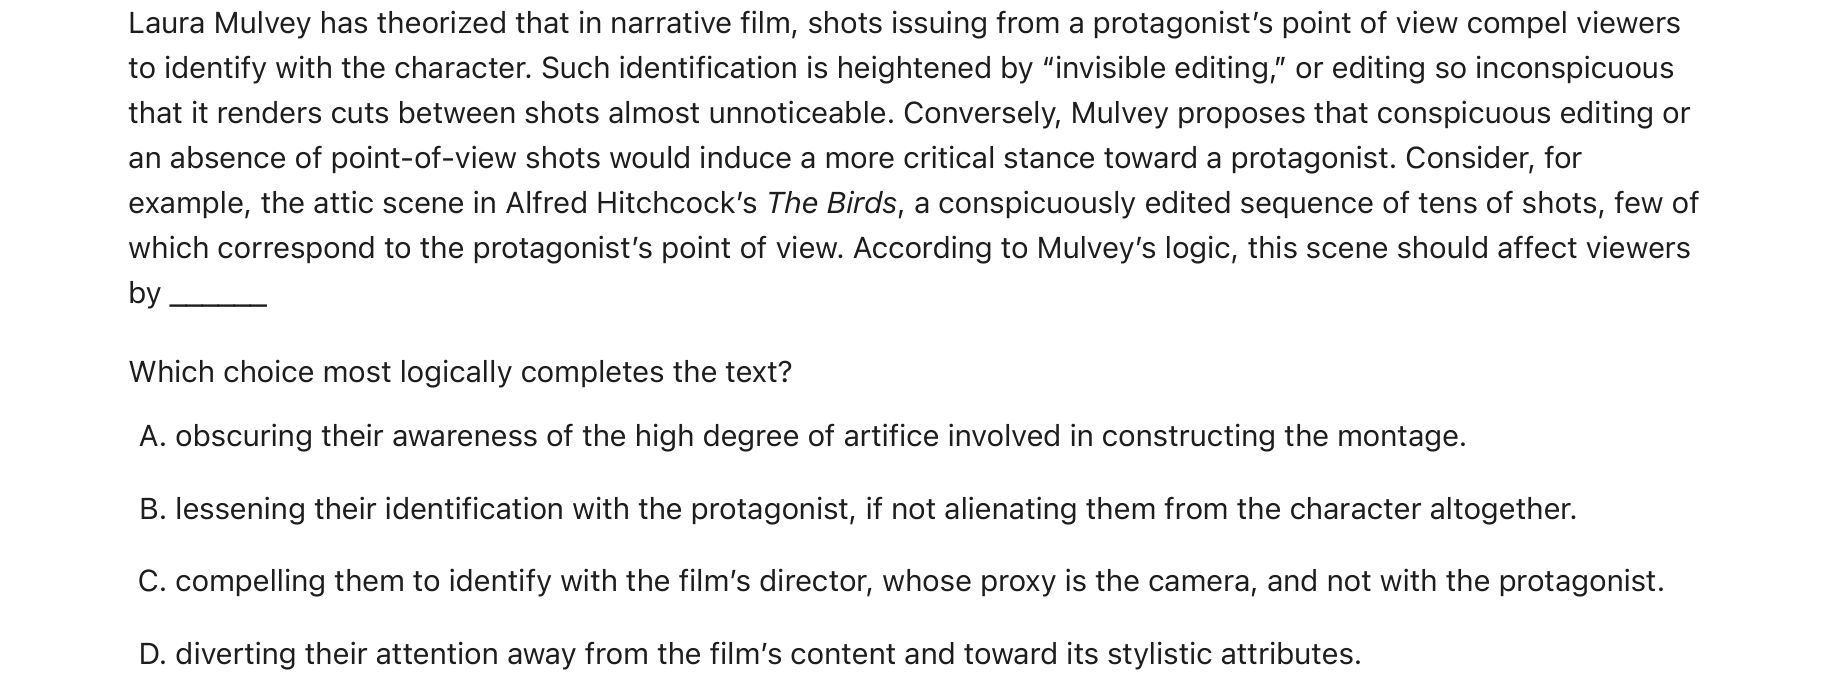 Laura Mulvey has theorized that in narrative film, shots issuing from a protagonist’s point of view compel viewers
to identify with the character. Such identification is heightened by “invisible editing,” or editing so inconspicuous
that it renders cuts between shots almost unnoticeable. Conversely, Mulvey proposes that conspicuous editing or
an absence of point-of-view shots would induce a more critical stance toward a protagonist. Consider, for
example, the attic scene in Alfred Hitchcock’s The Birds, a conspicuously edited sequence of tens of shots, few of
which correspond to the protagonist’s point of view. According to Mulvey’s logic, this scene should affect viewers
by ______
Which choice most logically completes the text?
A. obscuring their awareness of the high degree of artifice involved in constructing the montage.
B. lessening their identification with the protagonist, if not alienating them from the character altogether.
C. compelling them to identify with the film’s director, whose proxy is the camera, and not with the protagonist.
D. diverting their attention away from the film’s content and toward its stylistic attributes.